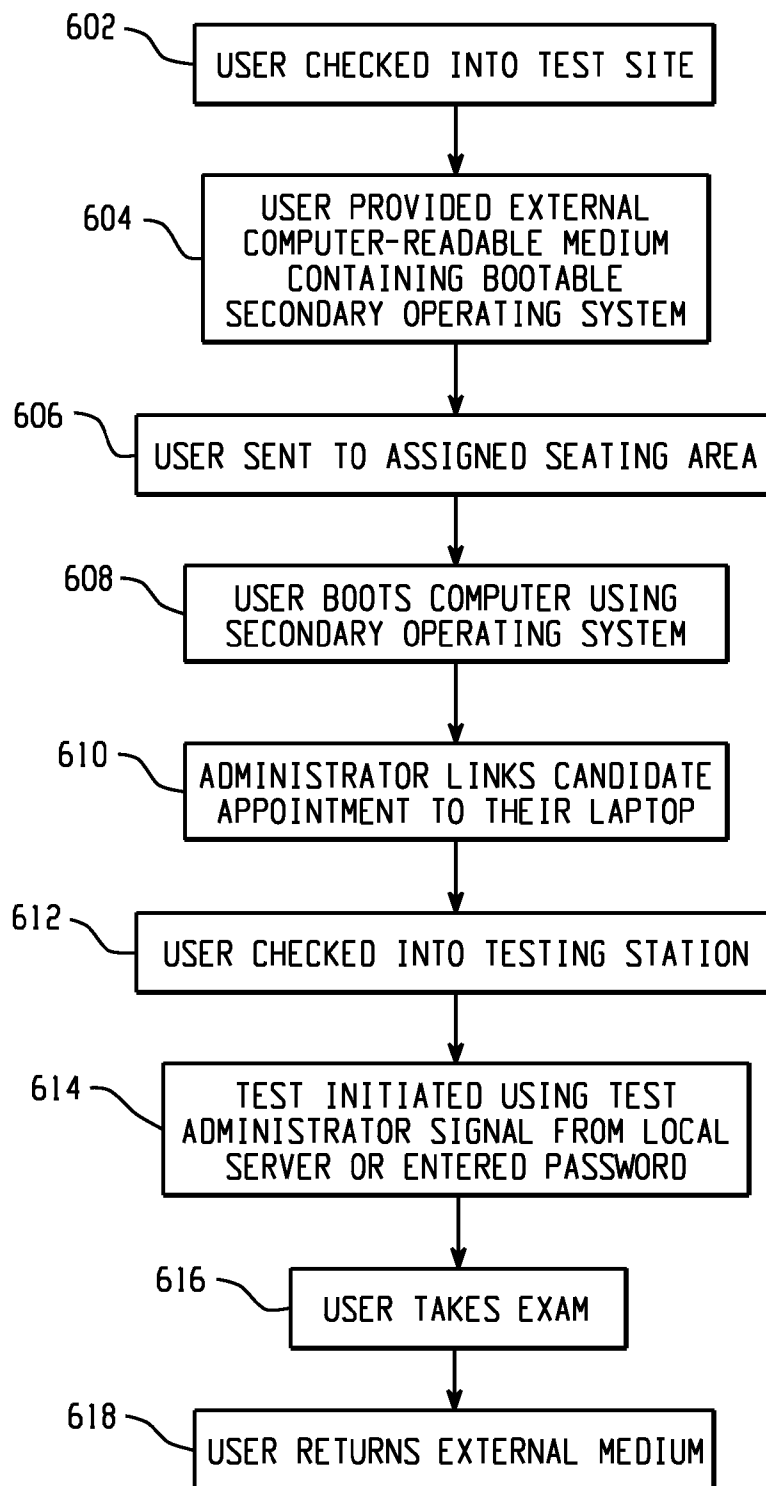 602
USER CHECKED INTO TEST SITE
604
USER PROVIDED EXTERNAL
COMPUTER-READABLE MEDIUM
CONTAINING BOOTABLE
SECONDARY OPERATING SYSTEM
606
USER SENT TO ASSIGNED SEATING AREA
608
USER BOOTS COMPUTER USING
SECONDARY OPERATING SYSTEM
610
ADMINISTRATOR LINKS CANDIDATE
APPOINTMENT TO THEIR LAPTOP
612
USER CHECKED INTO TESTING STATION
614
TEST INITIATED USING TEST
ADMINISTRATOR SIGNAL FROM LOCAL
SERVER OR ENTERED PASSWORD
616
USER TAKES EXAM
618
USER RETURNS EXTERNAL MEDIUM